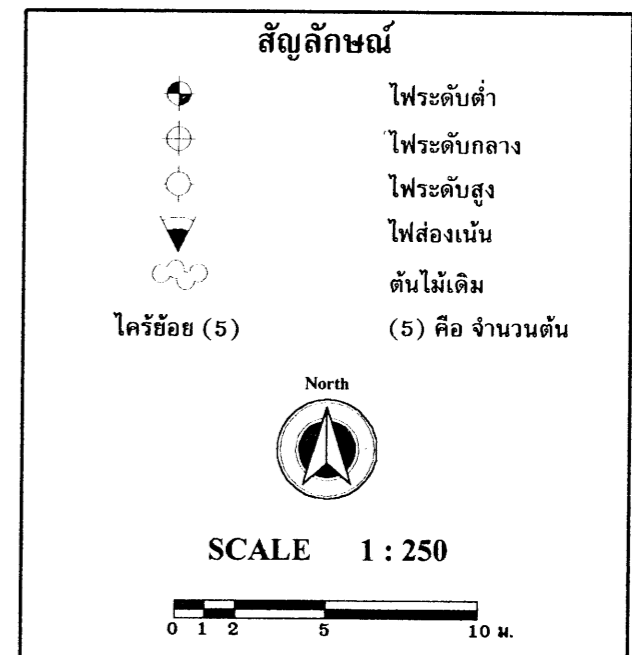 สัญลักษณ์
ไฟระดับต่ำ
ไฟระดับกลาง
ไฟระดับสูง
ไฟส่องเน้น
ต้นไม้เดิม
ไคร้ย้อย (5) (5) คือ จำนวนต้น
North
SCALE 1 : 250
0 1 2 5 10 ม.